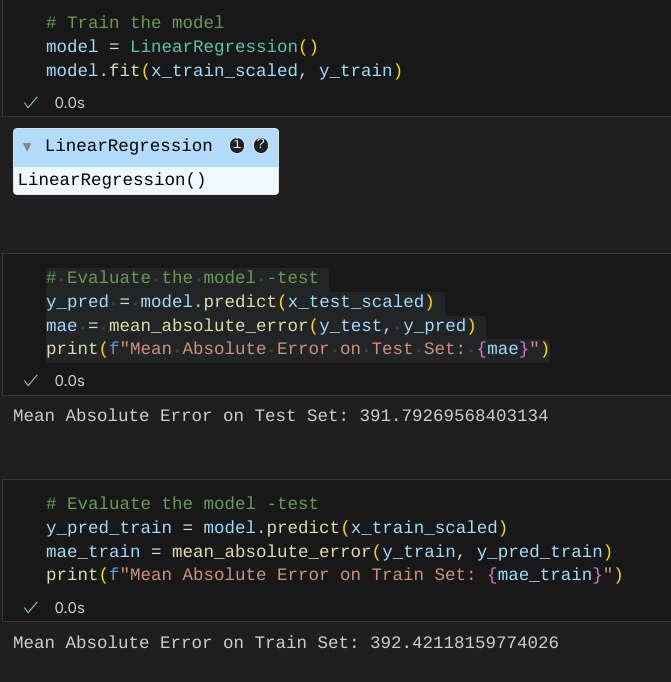 # Train the model
model = LinearRegression()
model.fit(x_train_scaled, y_train)
0.0s
LinearRegression i ?
LinearRegression()
# Evaluate the model -test
y_pred = model.predict(x_test_scaled)
mae = mean_absolute_error(y_test, y_pred)
print(f"Mean Absolute Error on Test Set: {mae}")
0.0s
Mean Absolute Error on Test Set: 391.79269568403134
# Evaluate the model -test
y_pred_train = model.predict(x_train_scaled)
mae_train = mean_absolute_error(y_train, y_pred_train)
print(f"Mean Absolute Error on Train Set: {mae_train}")
0.0s
Mean Absolute Error on Train Set: 392.42118159774026